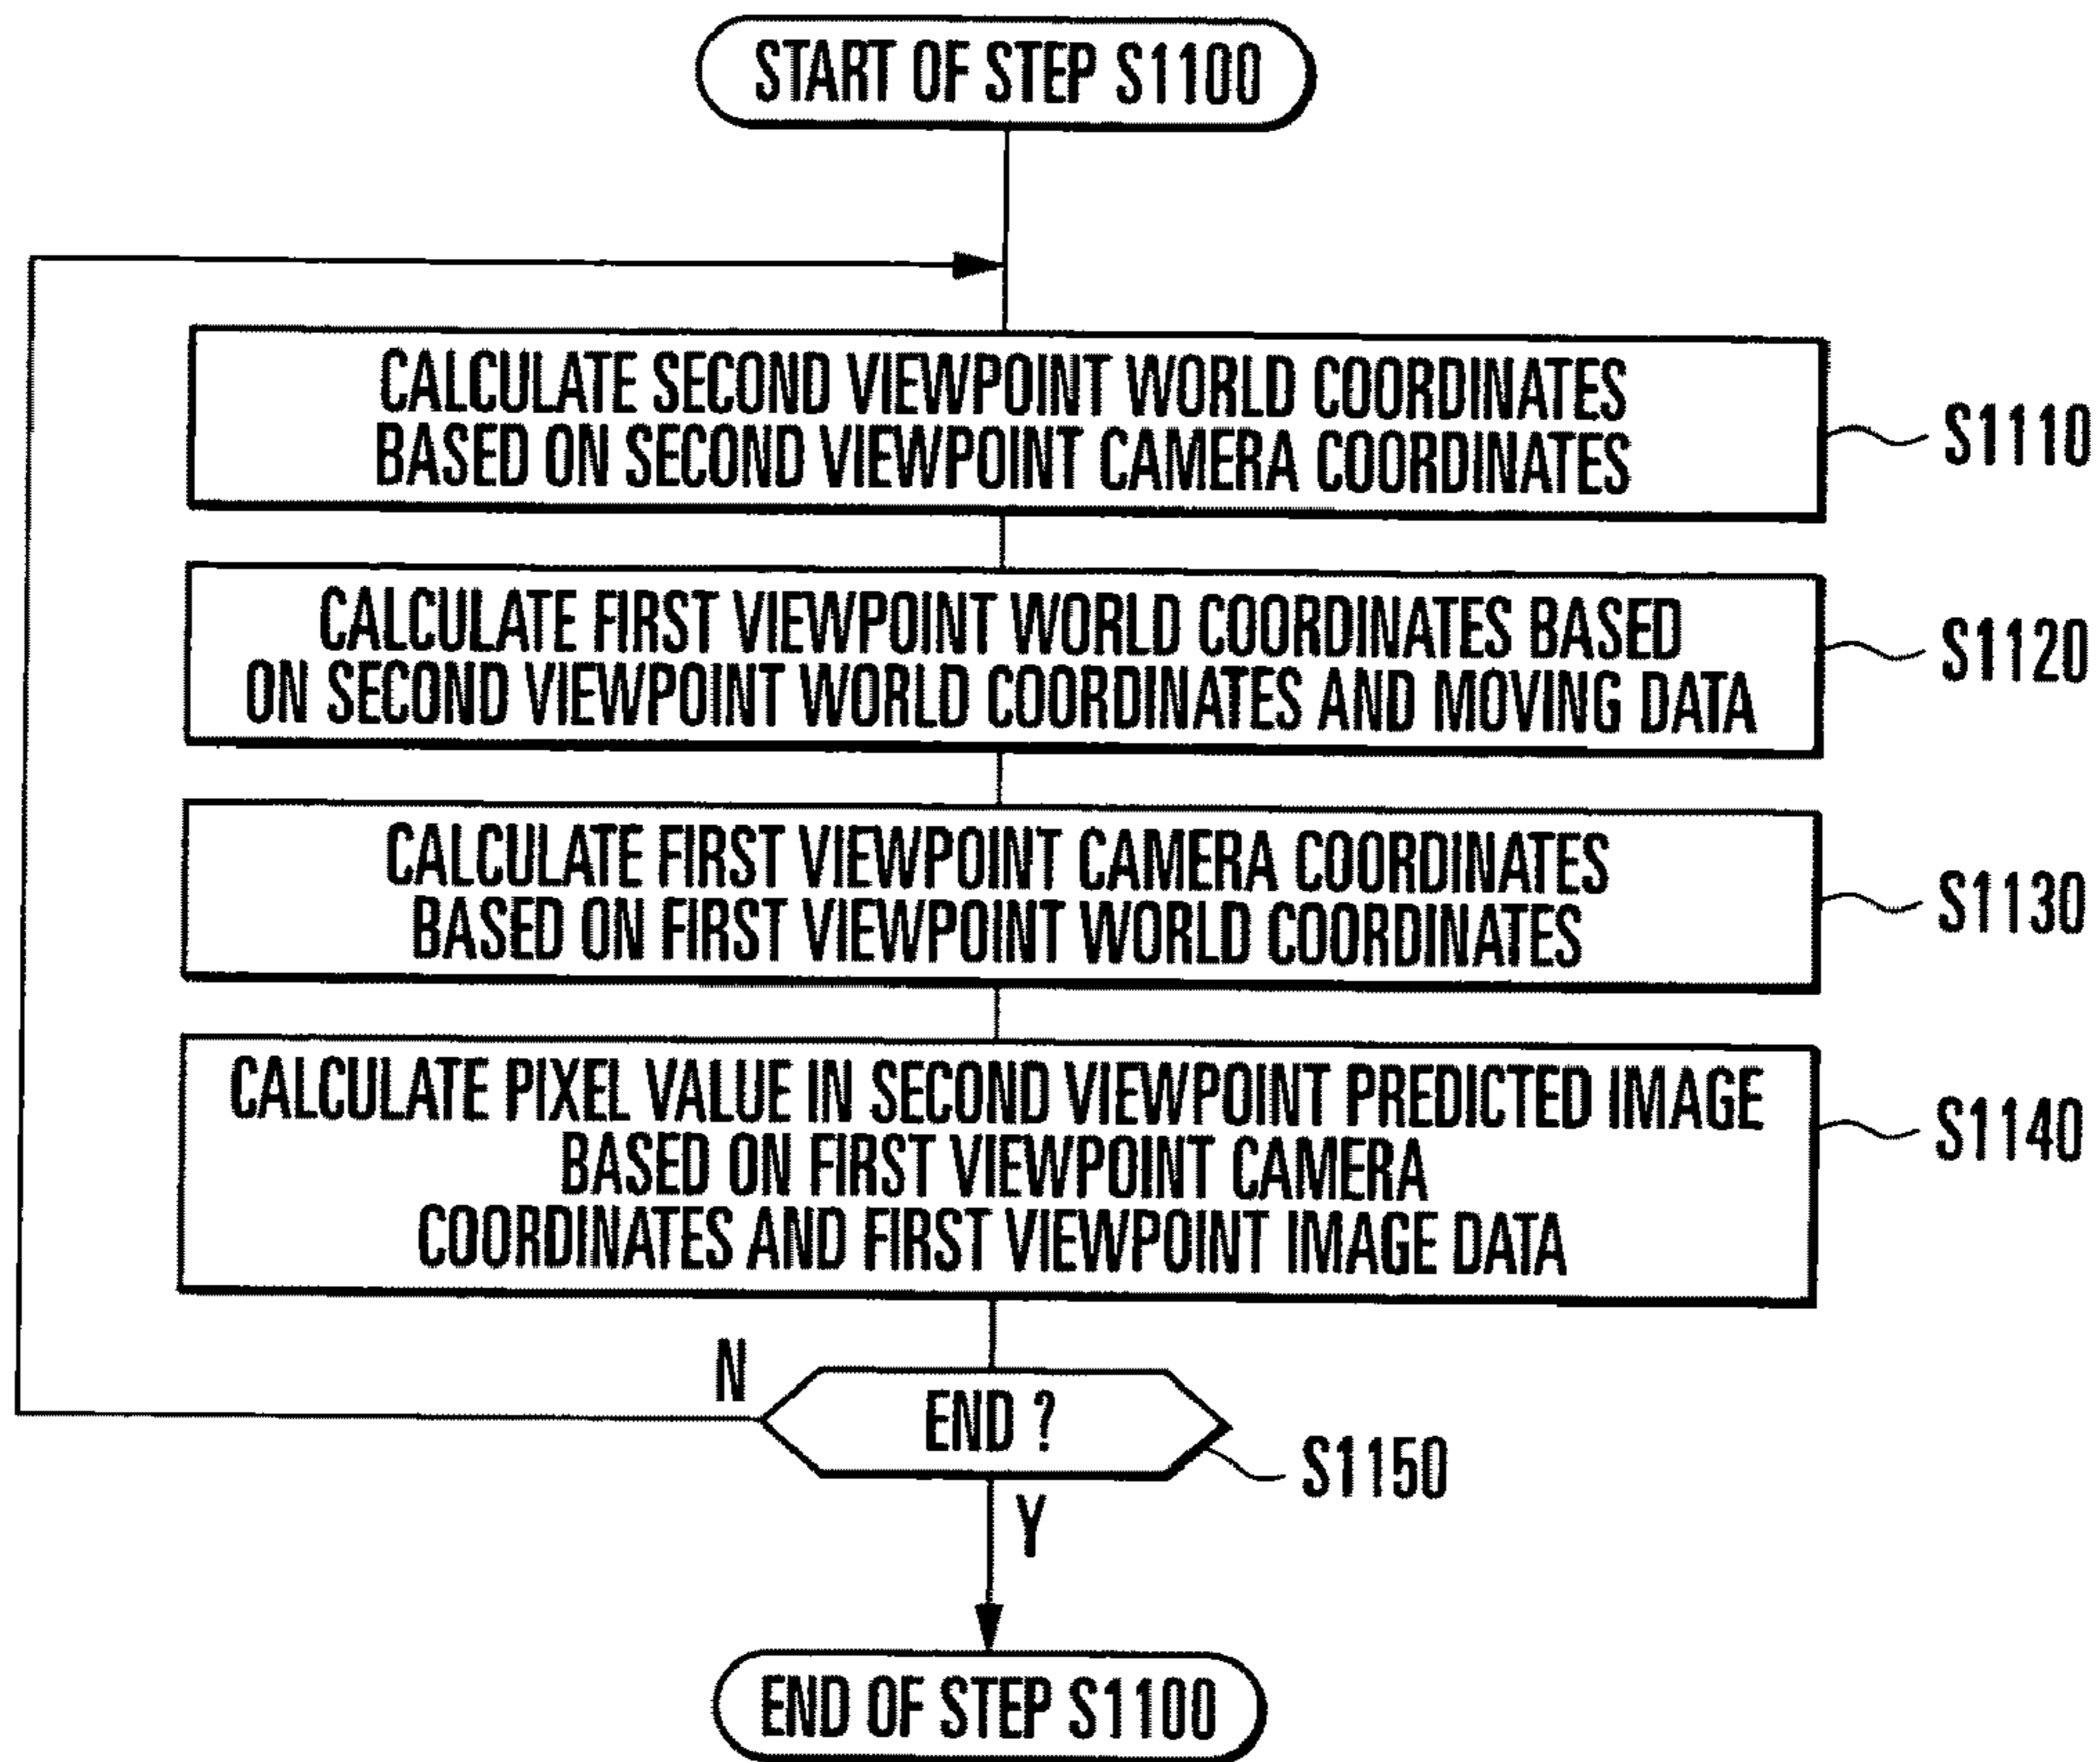 START OF STEP S1100
CALCULATE SECOND VIEWPOINT WORLD COORDINATES
BASED ON SECOND VIEWPOINT CAMERA COORDINATES
S1110
CALCULATE FIRST VIEWPOINT WORLD COORDINATES BASED
ON SECOND VIEWPOINT WORLD COORDINATES AND MOVING DATA
S1120
CALCULATE FIRST VIEWPOINT CAMERA COORDINATES
BASED ON FIRST VIEWPOINT WORLD COORDINATES
S1130
CALCULATE PIXEL VALUE IN SECOND VIEWPOINT PREDICTED IMAGE
BASED ON FIRST VIEWPOINT CAMERA
COORDINATES AND FIRST VIEWPOINT IMAGE DATA
S1140
N
END ?
S1150
Y
END OF STEP S1100